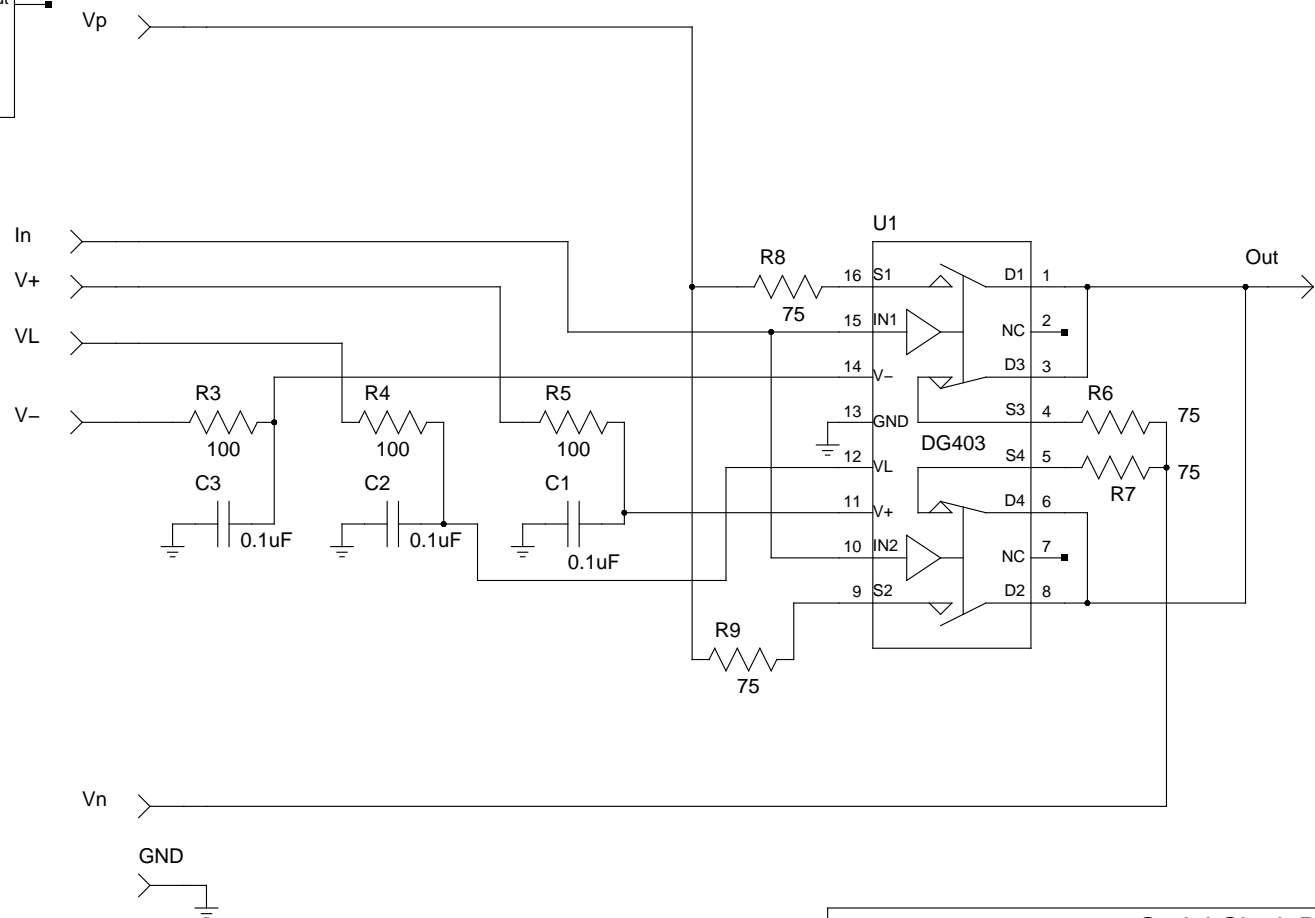 Vp
In
V+
VL
V−
R3
100
C3
0.1uF
R4
100
C2
0.1uF
R5
100
C1
0.1uF
R8
75
R9
75
U1
16 S1 D1 1
15 IN1 NC 2
14 V− D3 3
13 GND S3 4
DG403
12 VL S4 5
11 V+ D4 6
10 IN2 NC 7
9 S2 D2 8
R6
75
R7
75
Out
Vn
GND